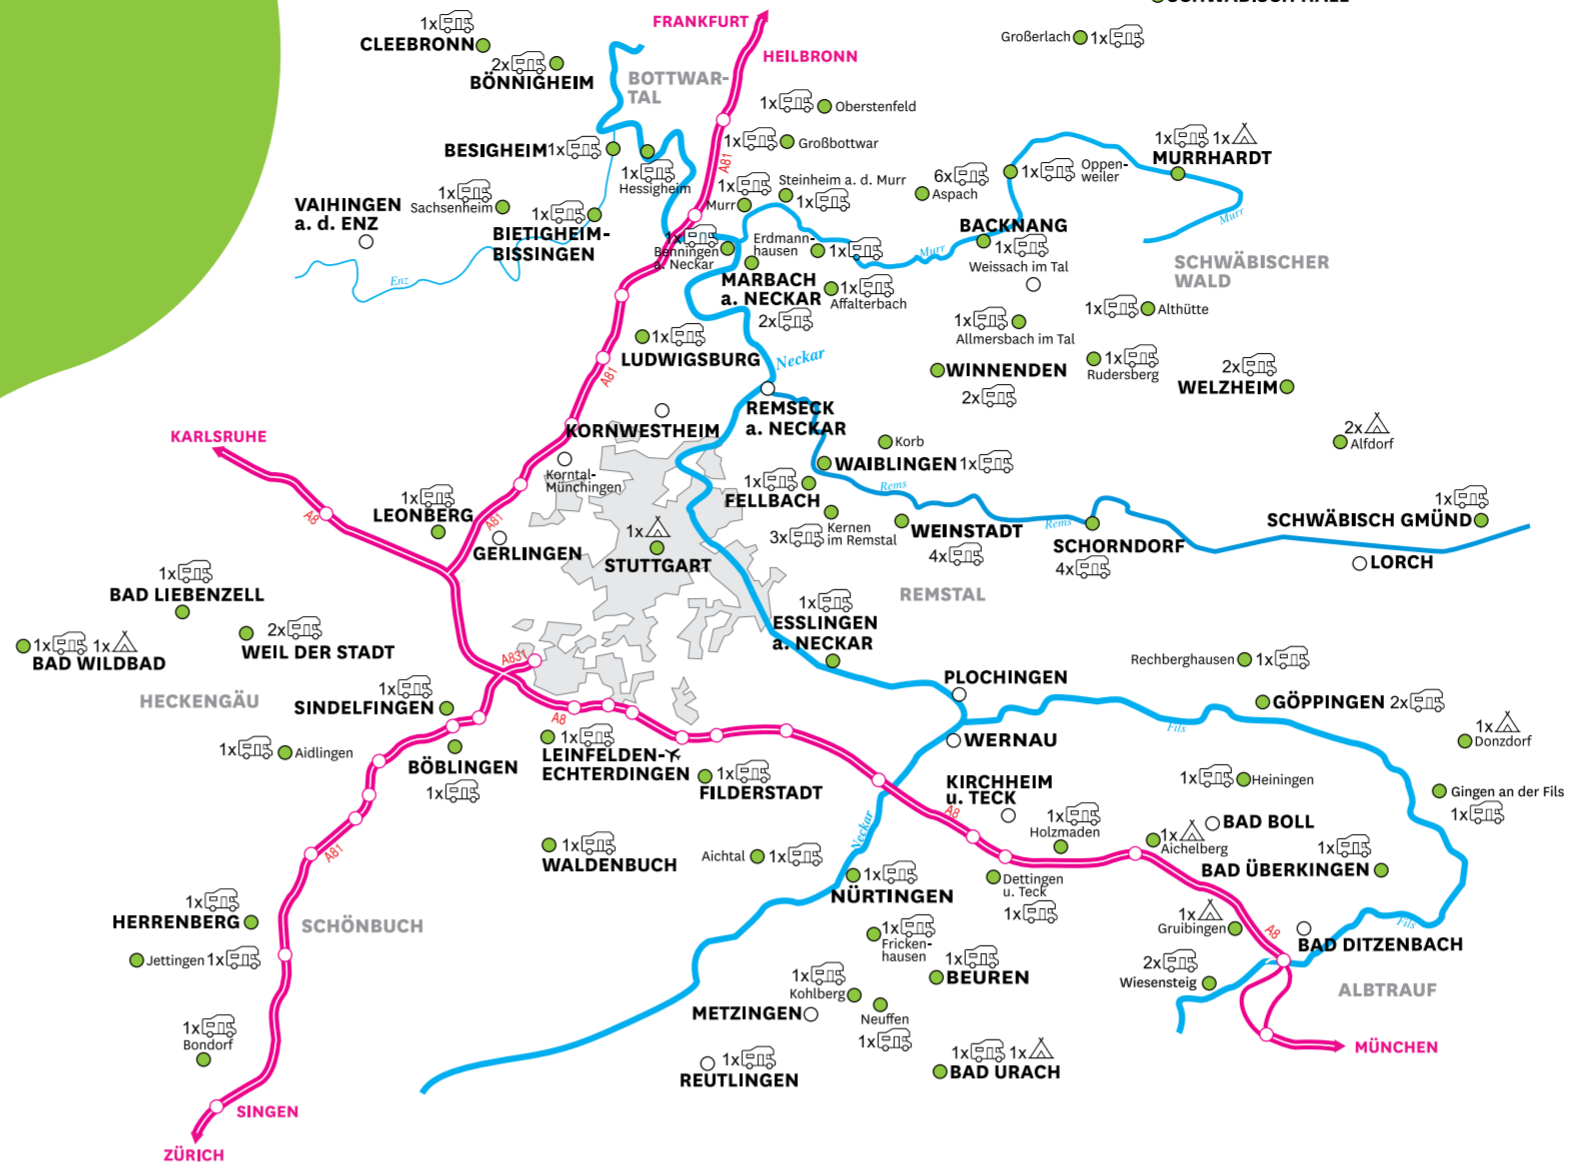 SCHWÄBISCH HALL
FRANKFURT
1x
CLEEBRONN
2x
BÖNNIGHEIM
BOTTWAR-
TAL
HEILBRONN
Großerlach 1x
1x Oberstenfeld
1x Großbottwar
BESIGHEIM 1x
1x
Hessigheim
A81
1x 1x
MURRHARDT
1x Oppen-
weiler
6x
Aspach
Steinheim a. d. Murr
1x
1x
Murr
1x
Sachsenheim
VAIHINGEN
a. d. ENZ
1x
BIETIGHEIM-
BISSINGEN
Enz
1x
Benningen
a. Neckar
Erdmann-
hausen
1x
Murr
BACKNANG
1x
Weissach im Tal
Murr
SCHWÄBISCHER
WALD
MARBACH
a. NECKAR
2x
1x
Affalterbach
1x
Allmersbach im Tal
1x Althütte
1x
LUDWIGSBURG
Neckar
A81
WINNENDEN
2x
1x
Rudersberg
2x
WELZHEIM
KORNWESTHEIM
REMSECK
a. NECKAR
KARLSRUHE
Korntal-
Münchingen
Korb
WAIBLINGEN 1x
2x
Alfdorf
1x
FELLBACH
Rems
A8
1x
LEONBERG
A81
GERLINGEN
1x
STUTTGART
3x Kernen
im Remstal
WEINSTADT
4x
Rems
SCHORNDORF
4x
1x
SCHWÄBISCH GMÜND
LORCH
REMSTAL
1x
BAD LIEBENZELL
1x 1x
BAD WILDBAD
2x
WEIL DER STADT
HECKENGÄU
1x
ESSLINGEN
a. NECKAR
A831
Rechberghausen 1x
PLOCHINGEN
GÖPPINGEN 2x
1x
SINDELFINGEN
A8
Fils
1x
Donzdorf
WERNAU
1x Aidlingen
BÖBLINGEN
1x
1x
LEINFELDEN-
ECHTERDINGEN
1x
FILDERSTADT
KIRCHHEIM
u. TECK
A8
1x Heiningen
Gingen an der Fils
1x
1x
Holzmaden
BAD BOLL
1x
Aichelberg
1x
BAD ÜBERKINGEN
Neckar
A81
1x
WALDENBUCH
Aichtal 1x
1x
NÜRTINGEN
Dettingen
u. Teck
1x
1x
HERRENBERG
SCHÖNBUCH
Jettingen 1x
1x
Fricken-
hausen
1x
BEUREN
1x
Gruibingen
A8
Fils
BAD DITZENBACH
2x
Wiesensteig
ALBTRAUF
1x
Kohlberg
METZINGEN
Neuffen
1x
1x
Bondorf
1x
REUTLINGEN
1x 1x
BAD URACH
MÜNCHEN
SINGEN
ZÜRICH